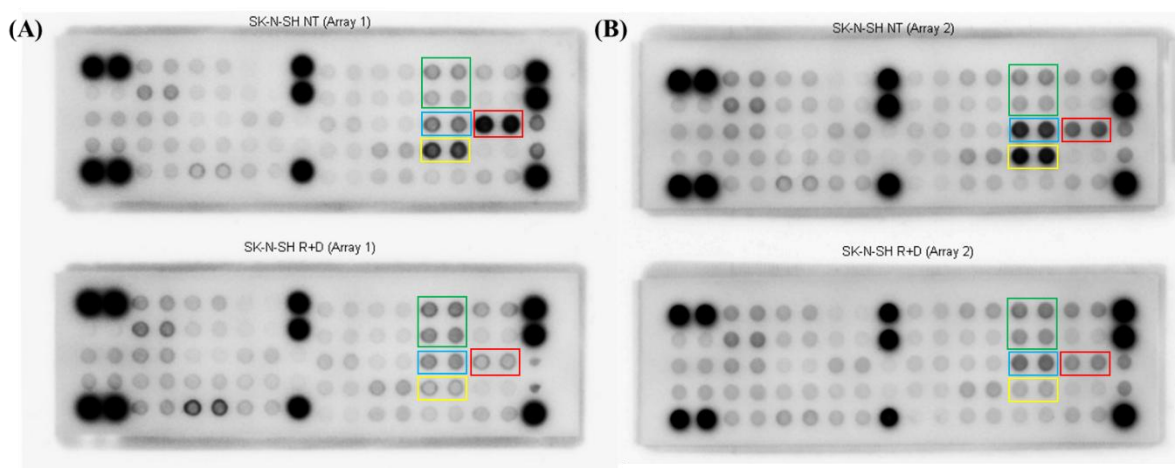 (A)
SK-N-SH NT (Array 1)
(B)
SK-N-SH NT (Array 2)
SK-N-SH R+D (Array 1)
SK-N-SH R+D (Array 2)